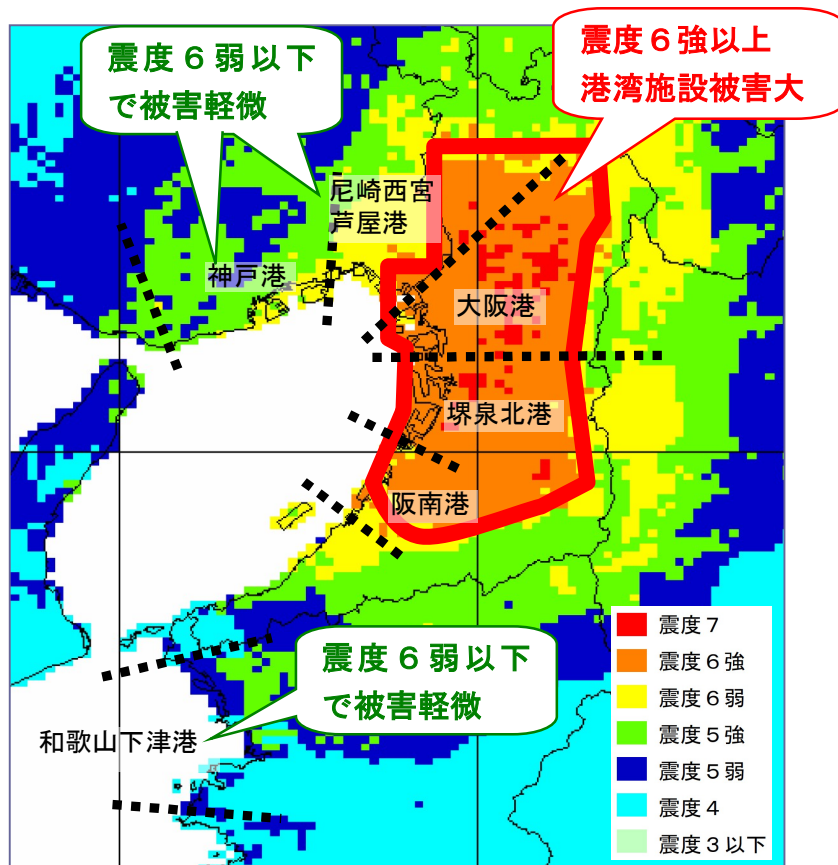 震度６弱以下
で被害軽微
震度６強以上
港湾施設被害大
尼崎西宮
芦屋港
神戸港
大阪港
堺泉北港
阪南港
震度６弱以下
で被害軽微
和歌山下津港
震度７
震度６強
震度６弱
震度５強
震度５弱
震度４
震度３以下